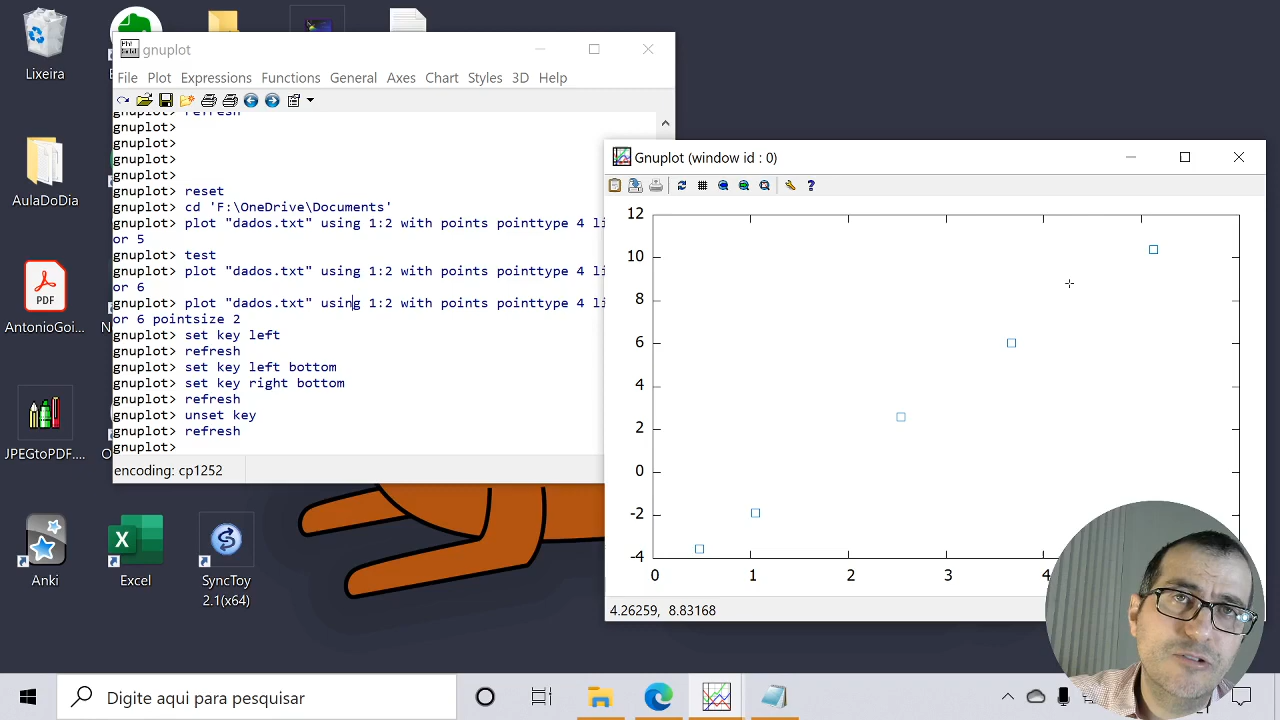 Lixeira
AulaDoDia
AntonioGoi...
JPEGtoPDF....
Anki
Excel
SyncToy
2.1(x64)
gnuplot
File Plot Expressions Functions General Axes Chart Styles 3D Help
refresh
gnuplot>
gnuplot>
gnuplot>
gnuplot>
gnuplot> reset
gnuplot> cd 'F:\OneDrive\Documents'
gnuplot> plot "dados.txt" using 1:2 with points pointtype 4 li
or 5
gnuplot> test
gnuplot> plot "dados.txt" using 1:2 with points pointtype 4 li
or 6
gnuplot> plot "dados.txt" using 1:2 with points pointtype 4 li
or 6 pointsize 2
gnuplot> set key left
gnuplot> refresh
gnuplot> set key left bottom
gnuplot> set key right bottom
gnuplot> refresh
gnuplot> unset key
gnuplot> refresh
gnuplot>
encoding: cp1252
Gnuplot (window id : 0)
12
10
8
6
4
2
0
-2
-4
0 1 2 3 4
4.26259, 8.83168
PDF
Digite aqui para pesquisar